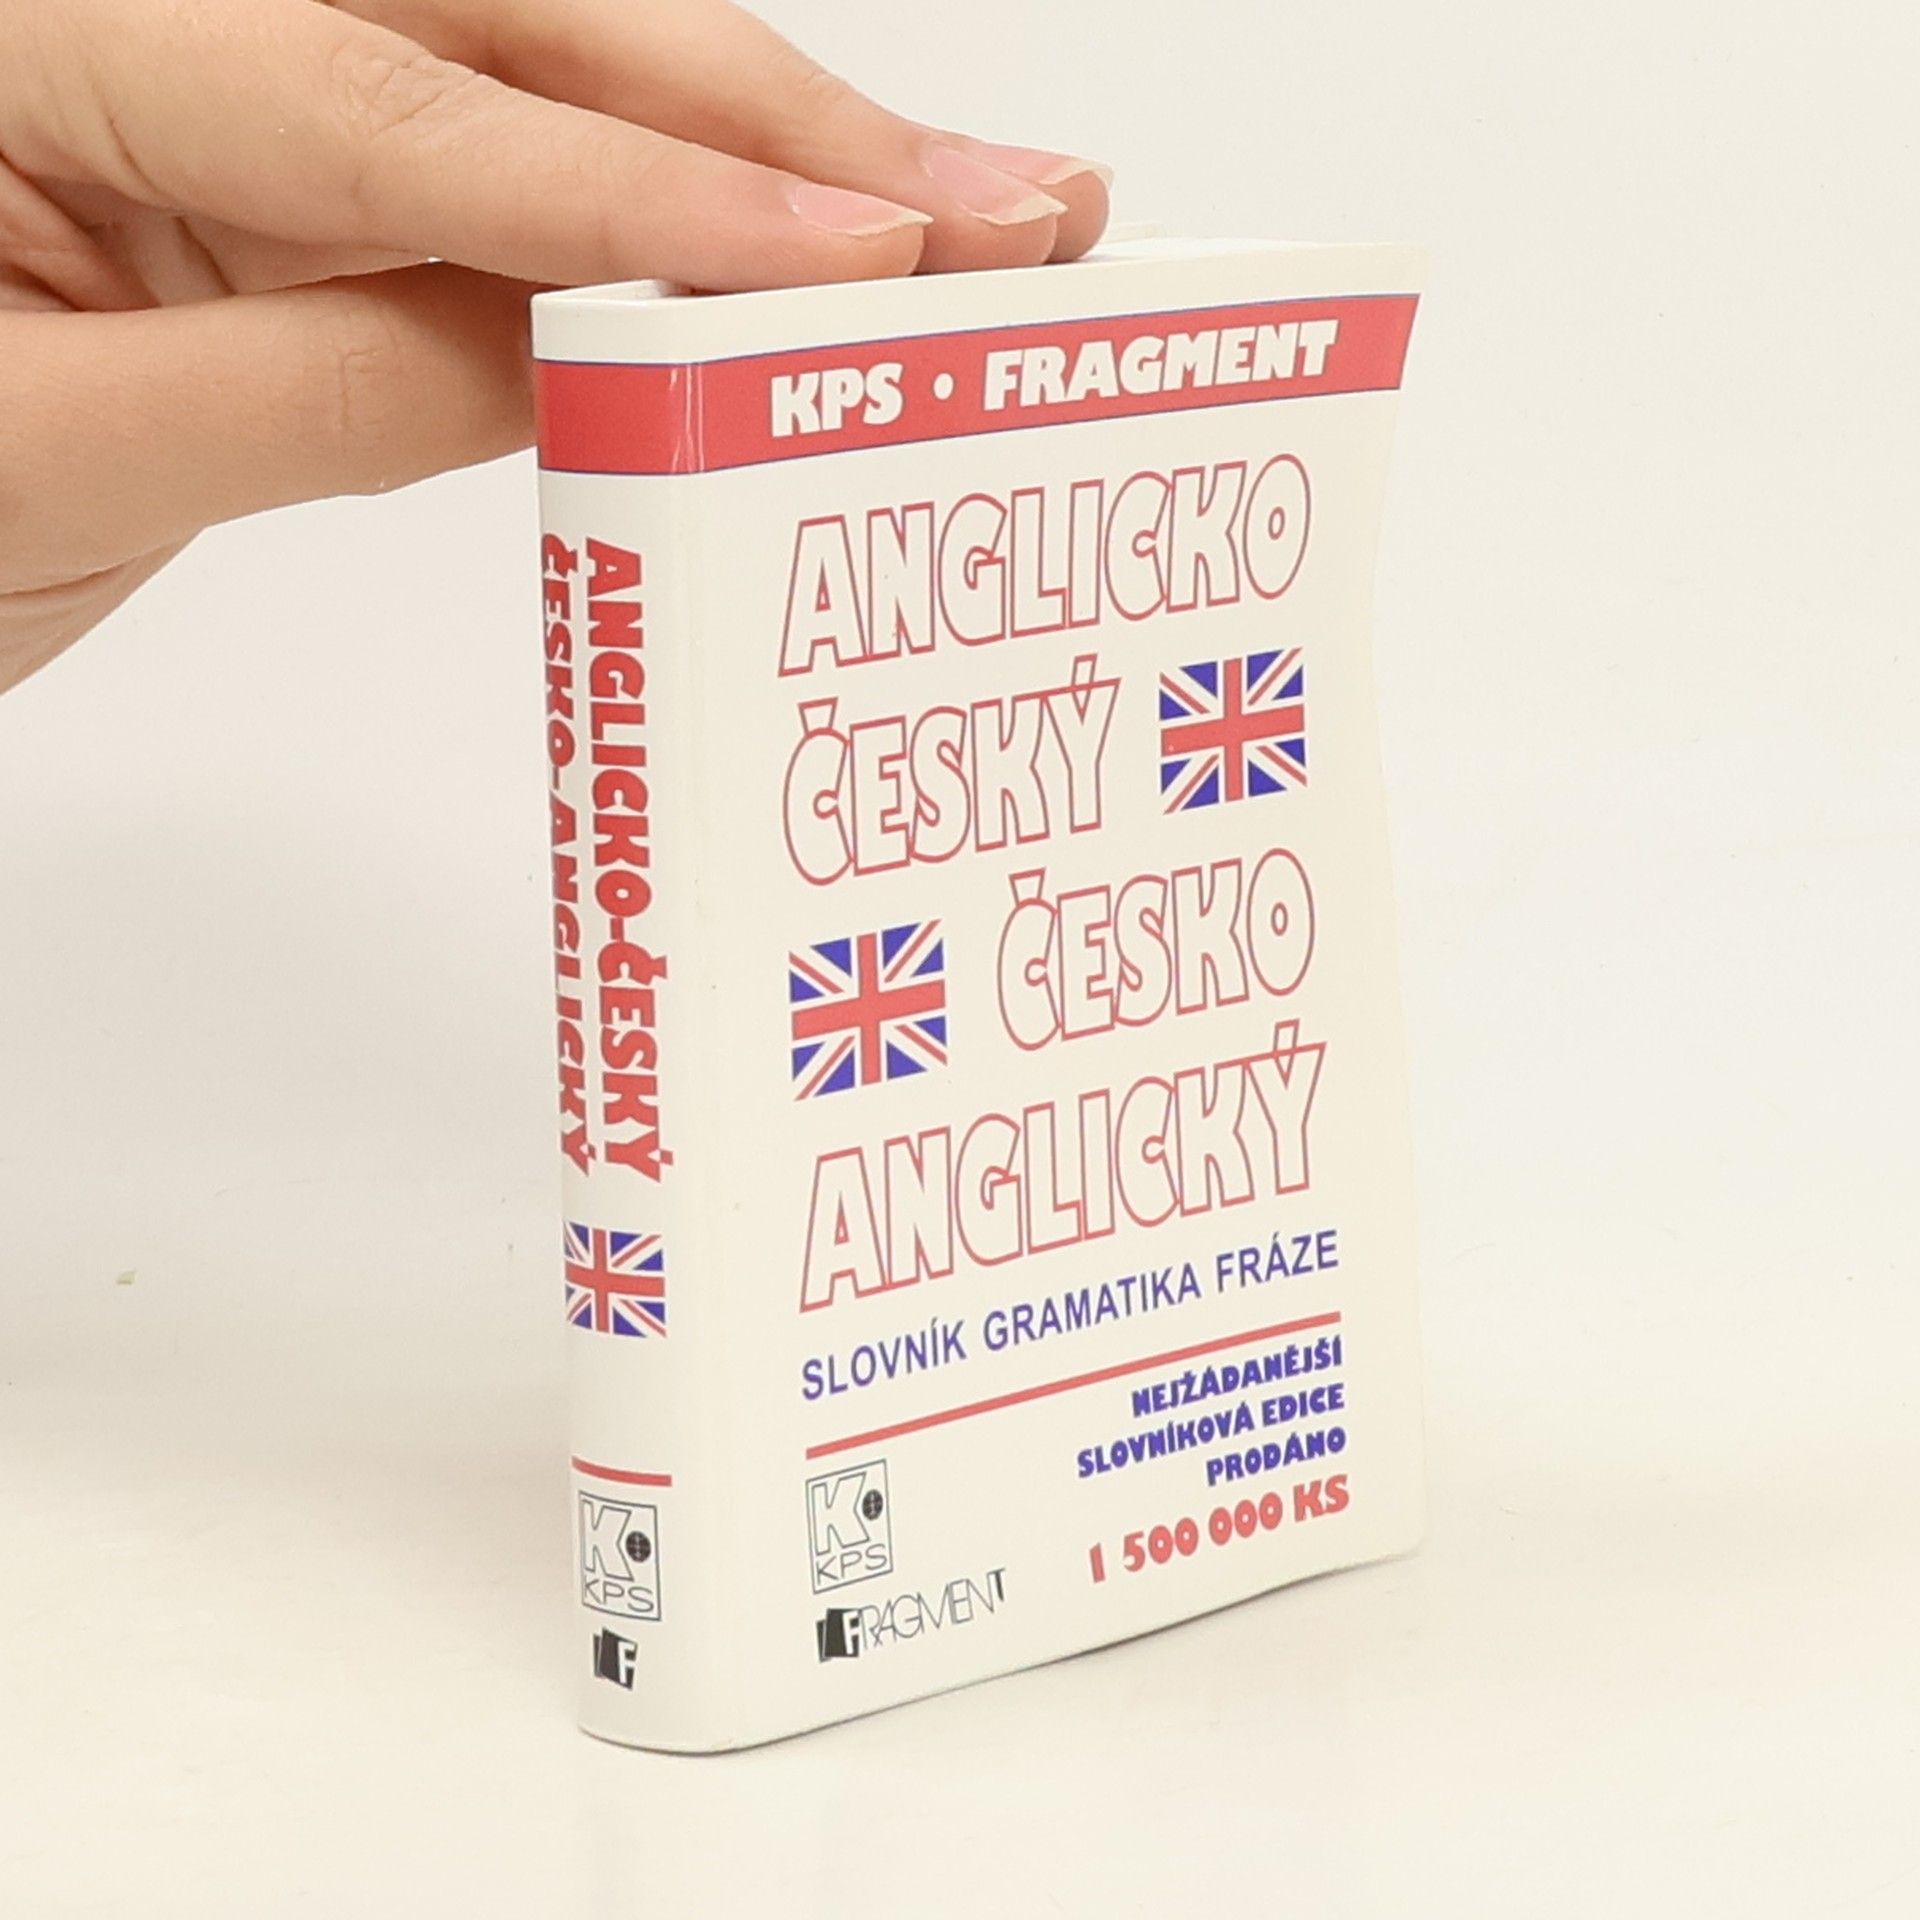 KPS • FRAGMENT
ANGLICKO
ČESKÝ
ČESKO
ANGLICKÝ
SLOVNÍK GRAMATIKA FRÁZE
NEJŽÁDANĚJŠÍ
SLOVNÍKOVÁ EDICE
PRODÁNO
1 500 000 KS
K
KPS
FRAGMENT
ANGLICKO-ČESKÝ
ČESKO-ANGLICKÝ
K
KPS
F